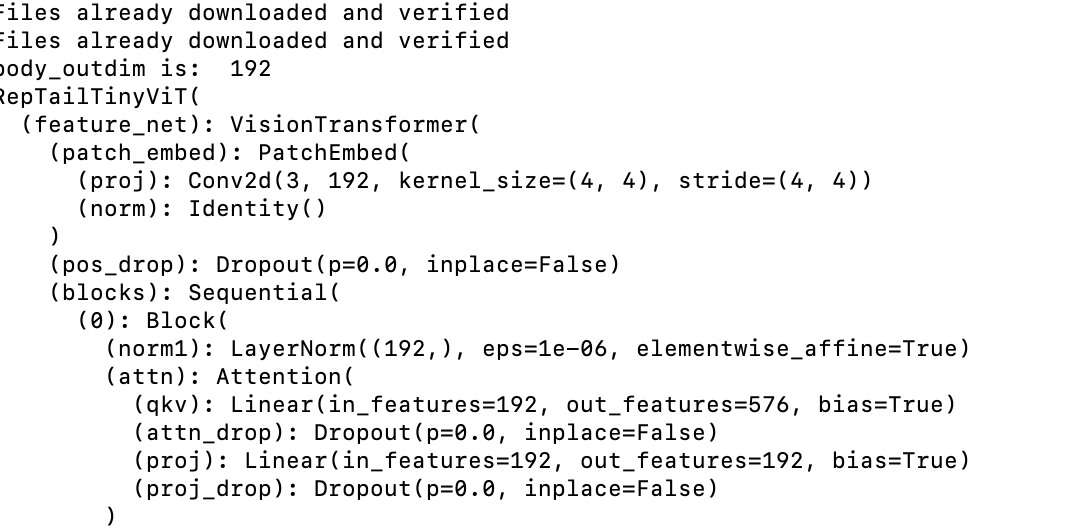 Files already downloaded and verified
Files already downloaded and verified
body_outdim is:  192
RepTailTinyViT(
  (feature_net): VisionTransformer(
    (patch_embed): PatchEmbed(
      (proj): Conv2d(3, 192, kernel_size=(4, 4), stride=(4, 4))
      (norm): Identity()
    )
    (pos_drop): Dropout(p=0.0, inplace=False)
    (blocks): Sequential(
      (0): Block(
        (norm1): LayerNorm((192,), eps=1e-06, elementwise_affine=True)
        (attn): Attention(
          (qkv): Linear(in_features=192, out_features=576, bias=True)
          (attn_drop): Dropout(p=0.0, inplace=False)
          (proj): Linear(in_features=192, out_features=192, bias=True)
          (proj_drop): Dropout(p=0.0, inplace=False)
        )